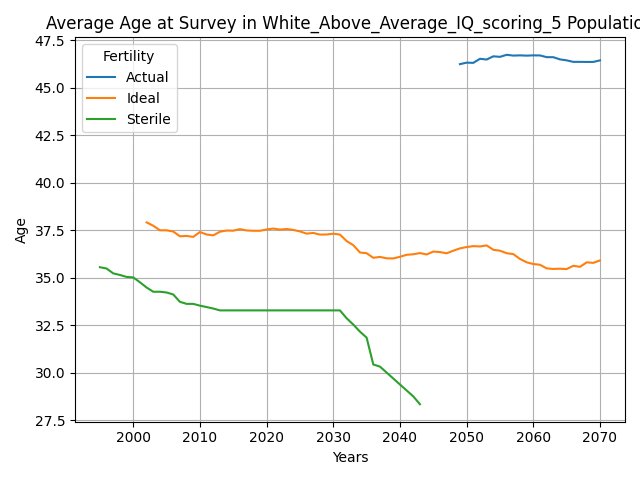 Average Age at Survey in White_Above_Average_IQ_scoring_5 Populatio
47.5
45.0
42.5
40.0
37.5
35.0
32.5
30.0
27.5
Age
Fertility
Actual
Ideal
Sterile
2000 2010 2020 2030 2040 2050 2060 2070
Years